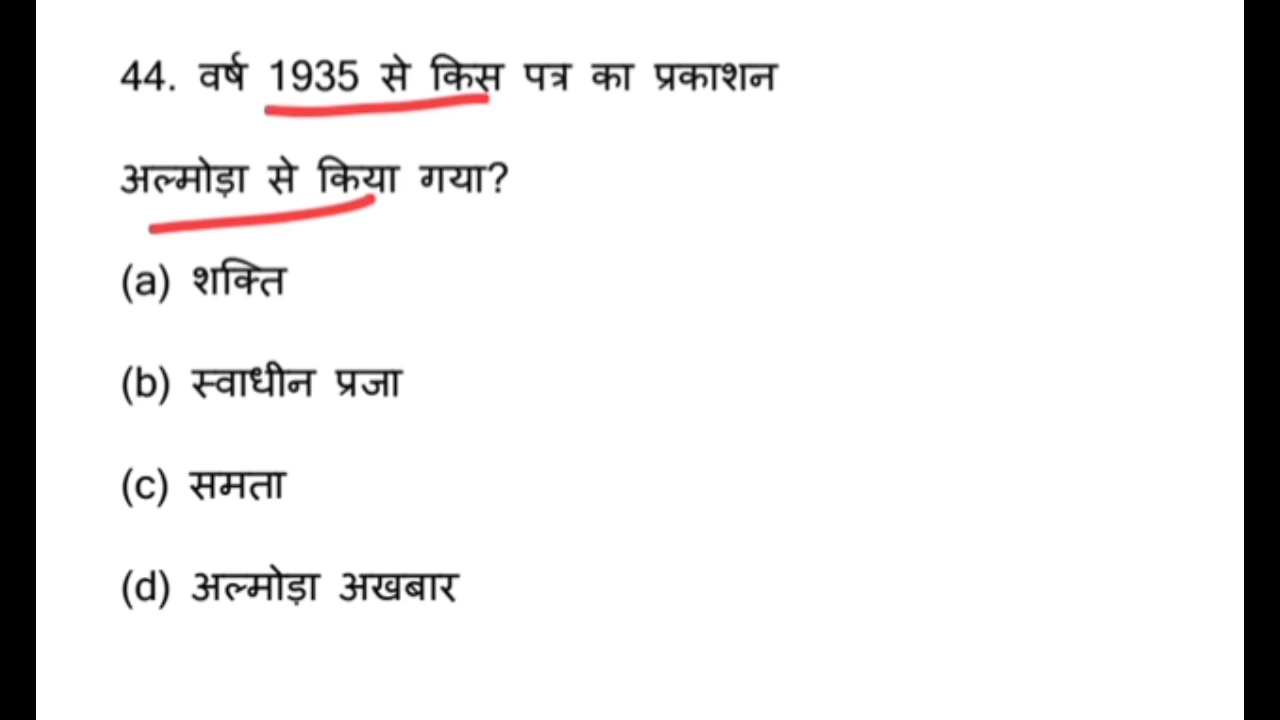 44. वर्ष 1935 से किस पत्र का प्रकाशन
अल्मोड़ा से किया गया?
(a) शक्ति
(b) स्वाधीन प्रजा
(c) समता
(d) अल्मोड़ा अखबार